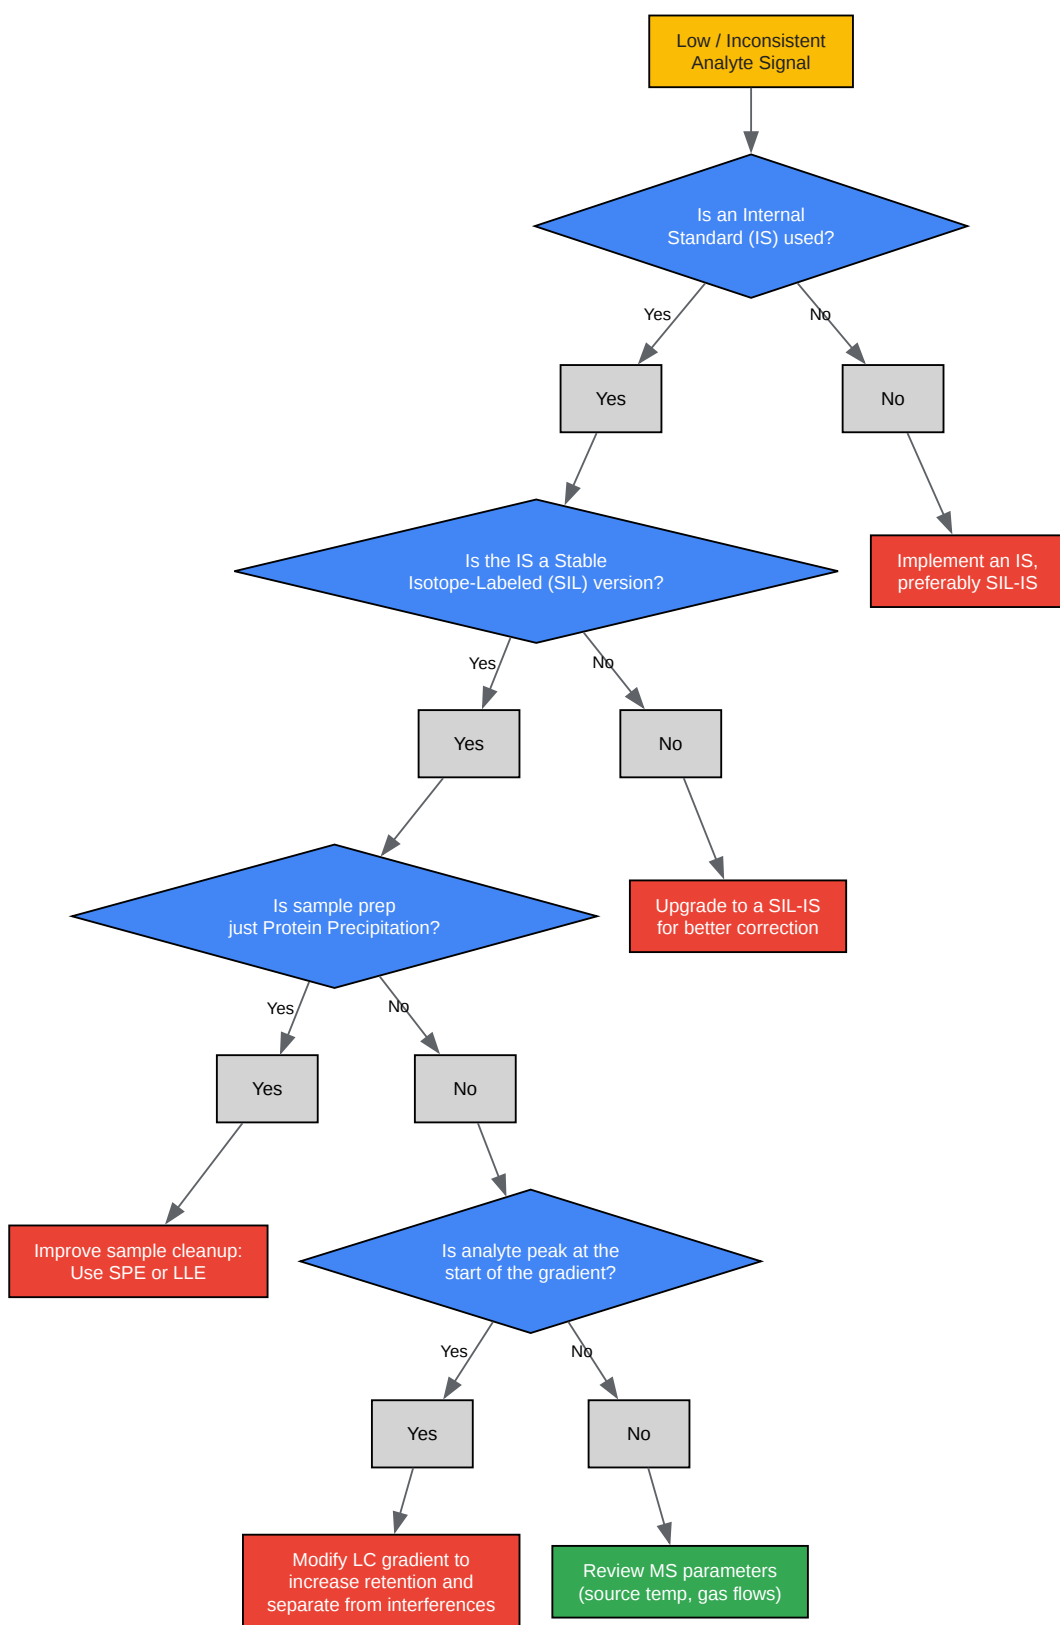 Low / Inconsistent
Analyte Signal
Is an Internal
Standard (IS) used?
Yes
No
Yes
No
Is the IS a Stable
Isotope-Labeled (SIL) version?
Implement an IS,
preferably SIL-IS
Yes
No
Yes
No
Is sample prep
just Protein Precipitation?
Upgrade to a SIL-IS
for better correction
Yes
No
Yes
No
Improve sample cleanup:
Use SPE or LLE
Is analyte peak at the
start of the gradient?
Yes
No
Yes
No
Modify LC gradient to
increase retention and
separate from interferences
Review MS parameters
(source temp, gas flows)